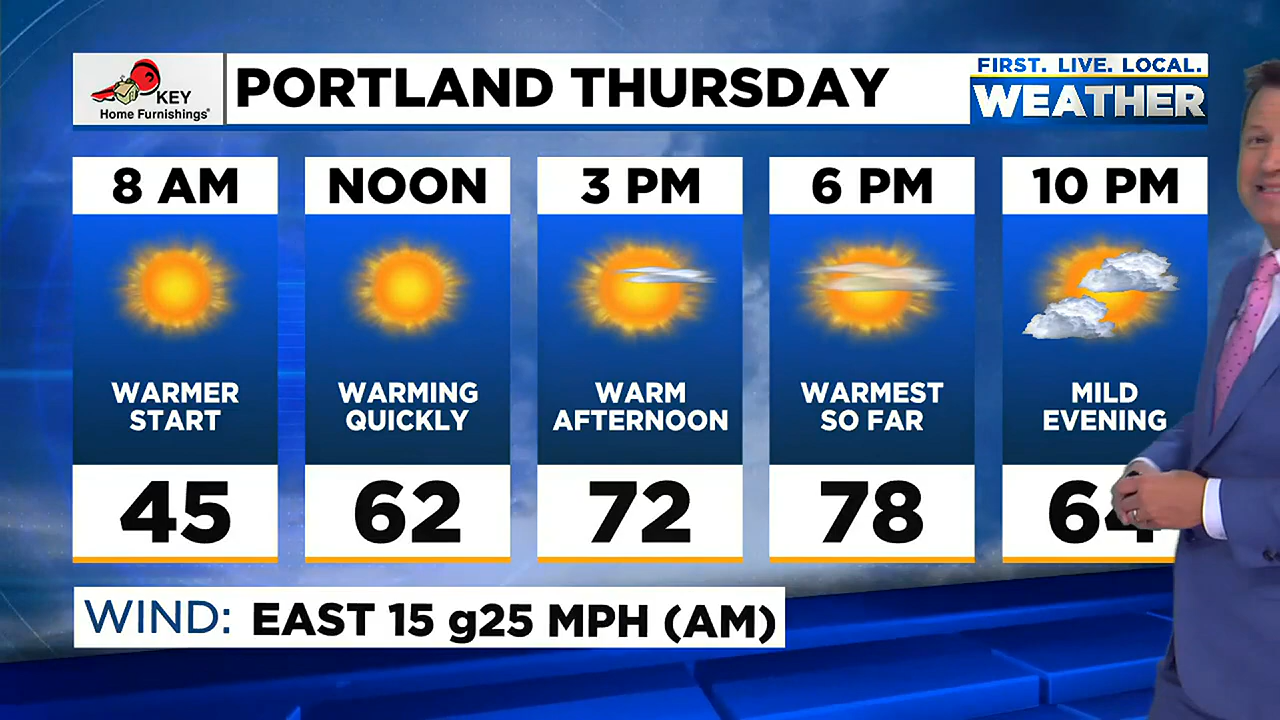 KEY
Home Furnishings®
PORTLAND THURSDAY
FIRST. LIVE. LOCAL.
WEATHER
8 AM
WARMER
START
45
NOON
WARMING
QUICKLY
62
3 PM
WARM
AFTERNOON
72
6 PM
WARMEST
SO FAR
78
10 PM
MILD
EVENING
64
WIND: EAST 15 g25 MPH (AM)